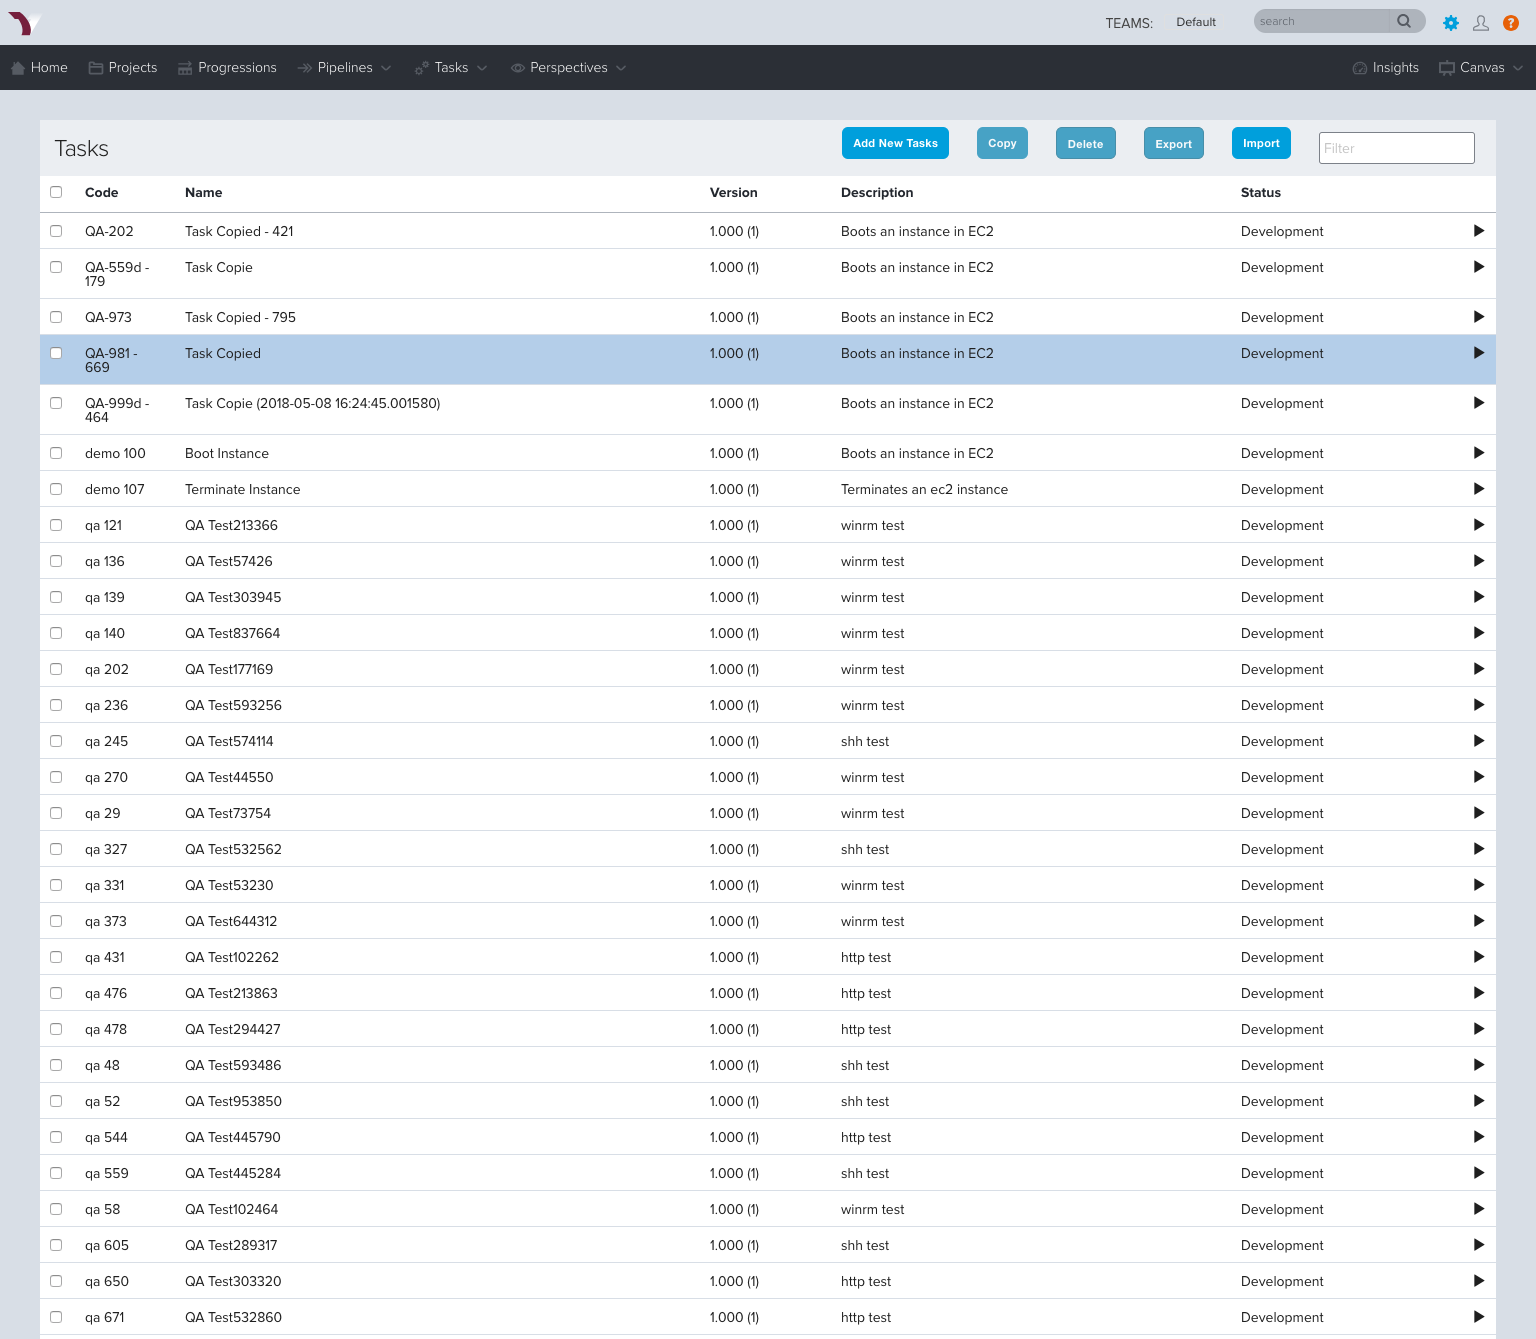 TEAMS: Default search ?
Home Projects Progressions Pipelines Tasks Perspectives Insights Canvas
Tasks Add New Tasks Copy Delete Export Import Filter
Code Name Version Description Status
QA-202 Task Copied - 421 1.000 (1) Boots an instance in EC2 Development
QA-559d - Task Copie 1.000 (1) Boots an instance in EC2 Development
179
QA-973 Task Copied - 795 1.000 (1) Boots an instance in EC2 Development
QA-981 - Task Copied 1.000 (1) Boots an instance in EC2 Development
669
QA-999d - Task Copie (2018-05-08 16:24:45.001580) 1.000 (1) Boots an instance in EC2 Development
464
demo 100 Boot Instance 1.000 (1) Boots an instance in EC2 Development
demo 107 Terminate Instance 1.000 (1) Terminates an ec2 instance Development
qa 121 QA Test213366 1.000 (1) winrm test Development
qa 136 QA Test57426 1.000 (1) winrm test Development
qa 139 QA Test303945 1.000 (1) winrm test Development
qa 140 QA Test837664 1.000 (1) winrm test Development
qa 202 QA Test177169 1.000 (1) winrm test Development
qa 236 QA Test593256 1.000 (1) winrm test Development
qa 245 QA Test574114 1.000 (1) shh test Development
qa 270 QA Test44550 1.000 (1) winrm test Development
qa 29 QA Test73754 1.000 (1) winrm test Development
qa 327 QA Test532562 1.000 (1) shh test Development
qa 331 QA Test53230 1.000 (1) winrm test Development
qa 373 QA Test644312 1.000 (1) winrm test Development
qa 431 QA Test102262 1.000 (1) http test Development
qa 476 QA Test213863 1.000 (1) http test Development
qa 478 QA Test294427 1.000 (1) http test Development
qa 48 QA Test593486 1.000 (1) shh test Development
qa 52 QA Test953850 1.000 (1) shh test Development
qa 544 QA Test445790 1.000 (1) http test Development
qa 559 QA Test445284 1.000 (1) shh test Development
qa 58 QA Test102464 1.000 (1) winrm test Development
qa 605 QA Test289317 1.000 (1) shh test Development
qa 650 QA Test303320 1.000 (1) http test Development
qa 671 QA Test532860 1.000 (1) http test Development